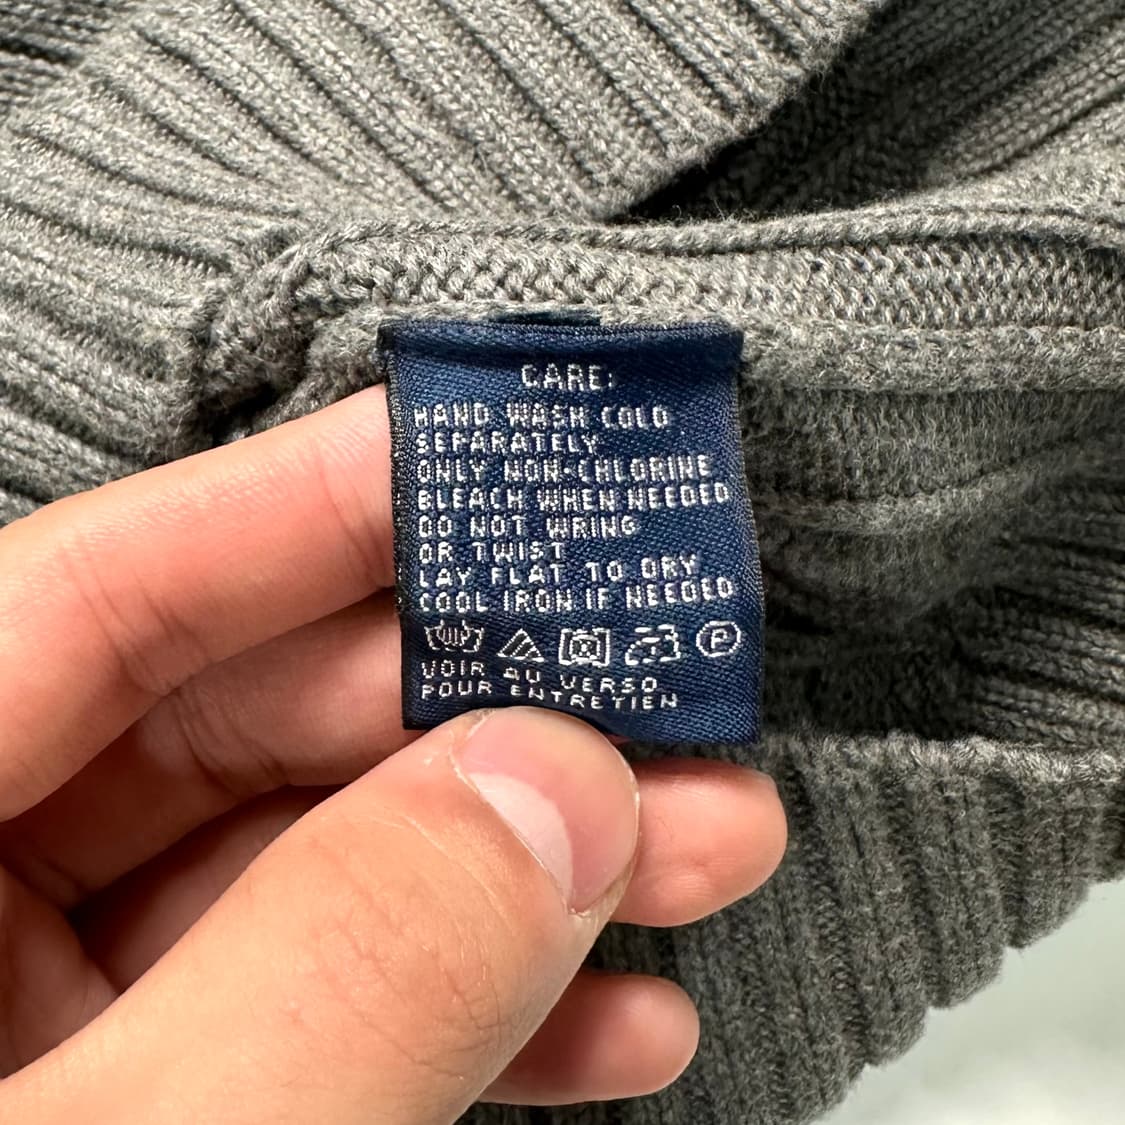 CARE:
HAND WASH COLD
SEPARATELY
ONLY NON-CHLORINE
BLEACH WHEN NEEDED
DO NOT WRING
OR TWIST
LAY FLAT TO DRY
COOL IRON IF NEEDED
P
VOIR AU VERSO
POUR ENTRETIEN